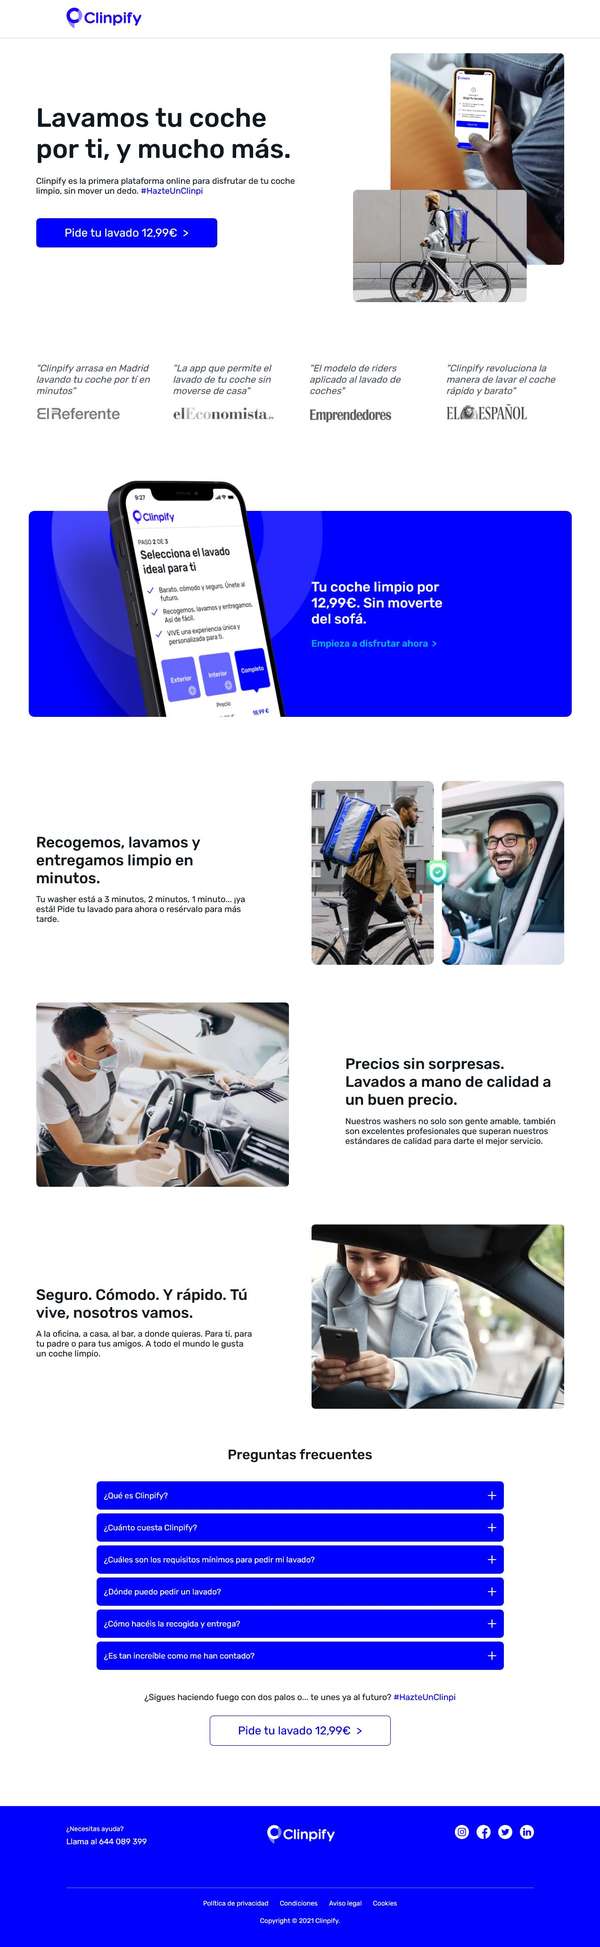 Clinpify
Lavamos tu coche
por ti, y mucho más.
Clinpify es la primera plataforma online para disfrutar de tu coche
limpio, sin mover un dedo. #HazteUnClinpi
Pide tu lavado 12,99€ >
"Clinpify arrasa en Madrid
lavando tu coche por tí en
minutos"
El Referente
"La app que permite el
lavado de tu coche sin
moverse de casa"
elEconomista.es
"El modelo de riders
aplicado al lavado de
coches"
Emprendedores
"Clinpify revoluciona la
manera de lavar el coche
rápido y barato"
EL ESPAÑOL
9:27
Clinpify
PASO 2 DE 3
Selecciona el lavado
ideal para ti
Barato, cómodo y seguro. Únete al
futuro.
Recogemos, lavamos y entregamos.
Así de fácil.
VIVE una experiencia única y
personalizada para ti.
Exterior
Interior
Completo
Precio
18,99 €
Tu coche limpio por
12,99€. Sin moverte
del sofá.
Empieza a disfrutar ahora >
Recogemos, lavamos y
entregamos limpio en
minutos.
Tu washer está a 3 minutos, 2 minutos, 1 minuto... ¡ya
está! Pide tu lavado para ahora o resérvalo para más
tarde.
Precios sin sorpresas.
Lavados a mano de calidad a
un buen precio.
Nuestros washers no solo son gente amable, también
son excelentes profesionales que superan nuestros
estándares de calidad para darte el mejor servicio.
Seguro. Cómodo. Y rápido. Tú
vive, nosotros vamos.
A la oficina, a casa, al bar, a donde quieras. Para ti, para
tu padre o para tus amigos. A todo el mundo le gusta
un coche limpio.
Preguntas frecuentes
¿Qué es Clinpify?
¿Cuánto cuesta Clinpify?
¿Cuáles son los requisitos mínimos para pedir mi lavado?
¿Dónde puedo pedir un lavado?
¿Cómo hacéis la recogida y entrega?
¿Es tan increíble como me han contado?
¿Sigues haciendo fuego con dos palos o... te unes ya al futuro? #HazteUnClinpi
Pide tu lavado 12,99€ >
¿Necesitas ayuda?
Llama al 644 089 399
Clinpify
Política de privacidad Condiciones Aviso legal Cookies
Copyright © 2021 Clinpify.